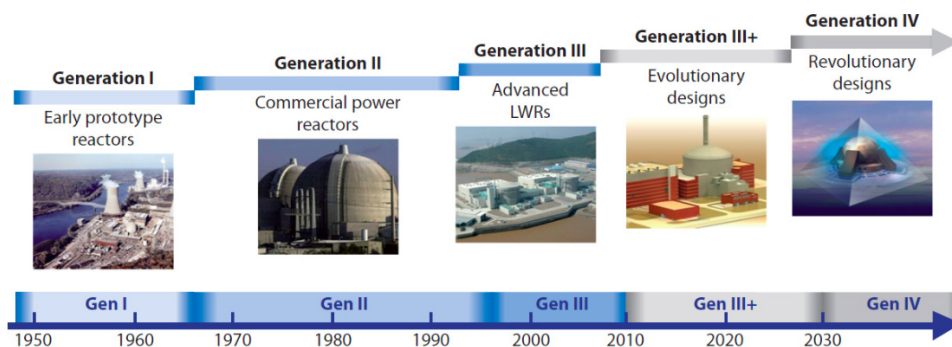 Generation I
Early prototype
reactors
Generation II
Commercial power
reactors
Generation III
Advanced
LWRs
Generation III+
Evolutionary
designs
Generation IV
Revolutionary
designs
Gen I
Gen II
Gen III
Gen III+
Gen IV
1950
1960
1970
1980
1990
2000
2010
2020
2030